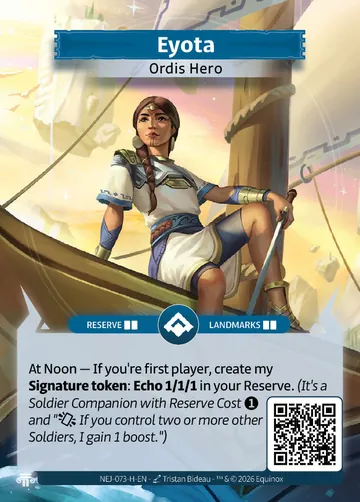 Eyota
Ordis Hero
RESERVE
LANDMARKS
At Noon — If you're first player, create my
Signature token: Echo 1/1/1 in your Reserve. (It's a
Soldier Companion with Reserve Cost 1
and " If you control two or more other
Soldiers, I gain 1 boost.")
NEJ-073-H-EN - Tristan Bideau - ™ & © 2026 Equinox